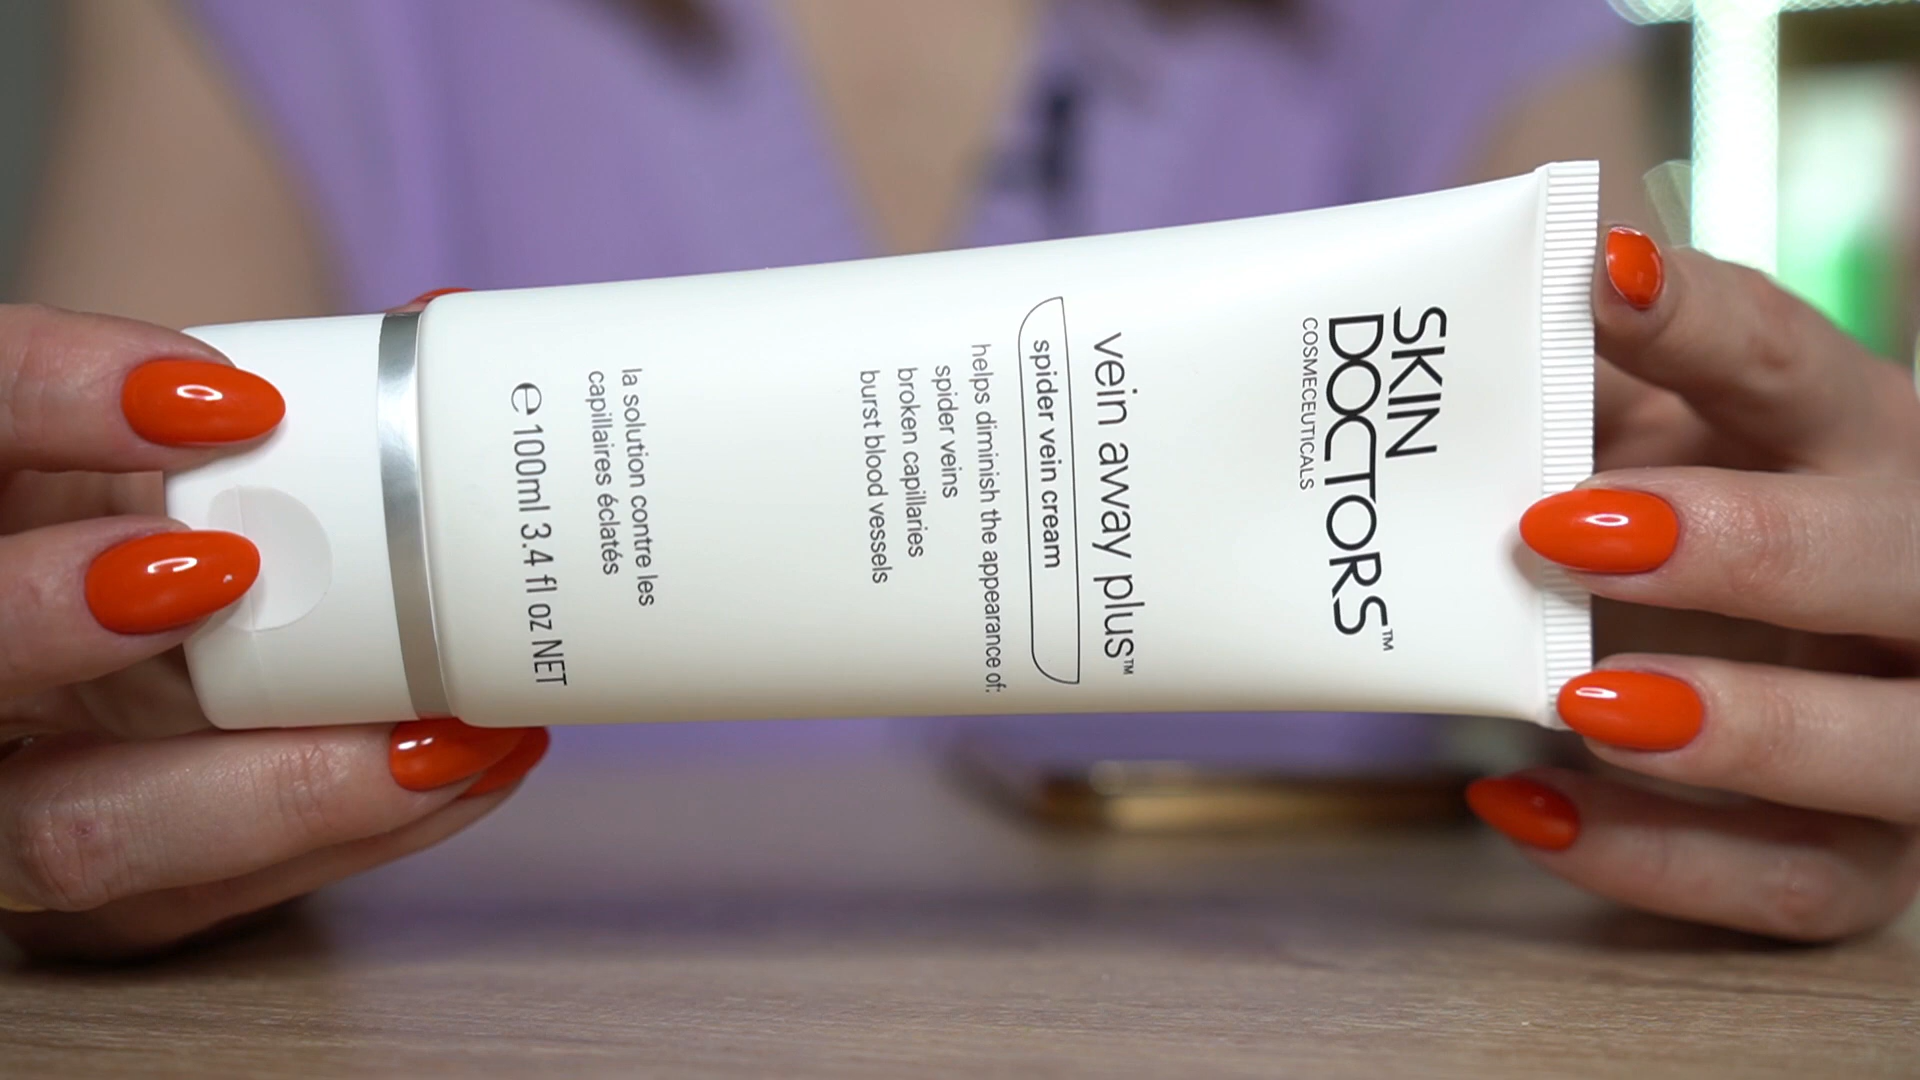 SKIN
DOCTORS™
COSMECEUTICALS
vein away plus™
spider vein cream
helps diminish the appearance of:
spider veins
broken capillaries
burst blood vessels
la solution contre les
capillaires éclatés
℮ 100ml 3.4 fl oz NET